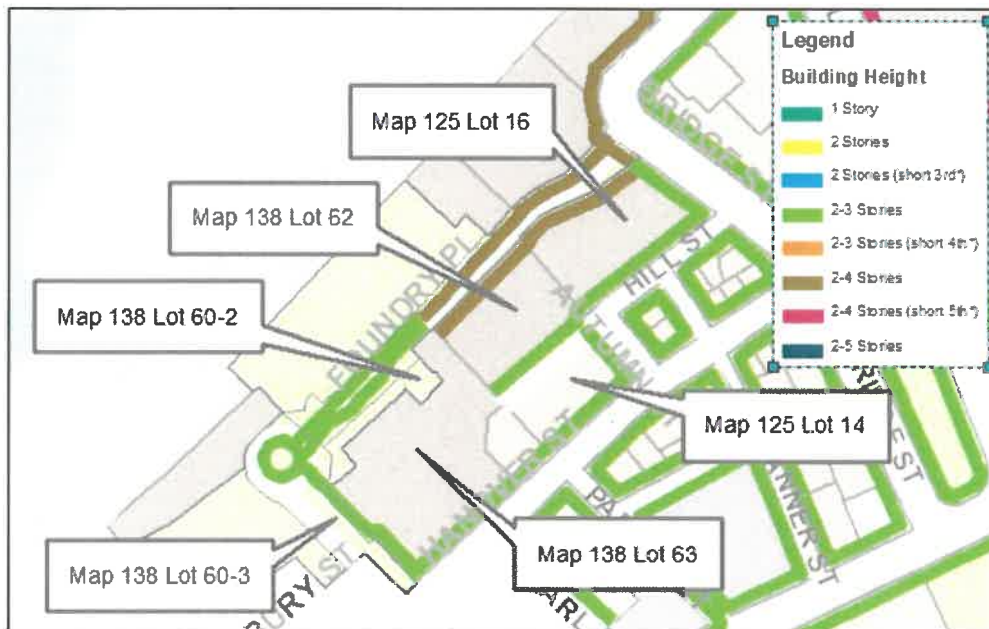 Legend
Building Height
1 Story
2 Stories
2 Stories (short 3rd*)
2-3 Stories
2-3 Stories (short 4th*)
2-4 Stories
2-4 Stories (short 5th*)
2-5 Stories
Map 125 Lot 16
Map 138 Lot 62
Map 138 Lot 60-2
Map 125 Lot 14
Map 138 Lot 63
Map 138 Lot 60-3
BRIDGE ST
FOUNDRY PL
HILL ST
AUTUMN
HANOVER ST
TANNER ST